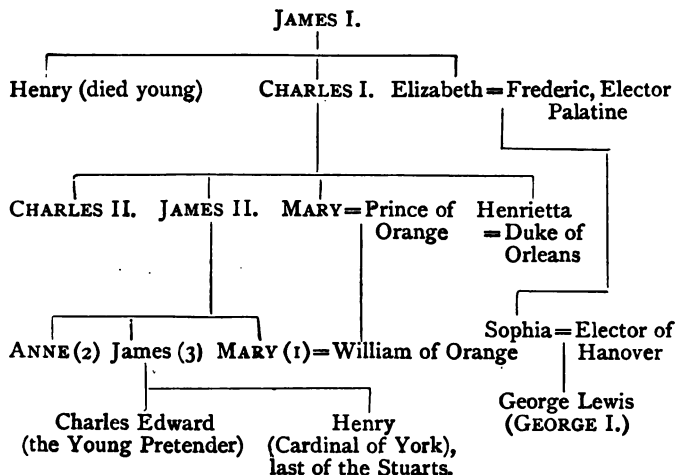 JAMES I.
Henry (died young) CHARLES I. Elizabeth = Frederic, Elector
Palatine
CHARLES II. JAMES II. MARY = Prince of Henrietta
Orange = Duke of
Orleans
Sophia = Elector of
ANNE (2) James (3) MARY (1) = William of Orange Hanover
George Lewis
Charles Edward Henry (GEORGE I.)
(the Young Pretender) (Cardinal of York),
last of the Stuarts.